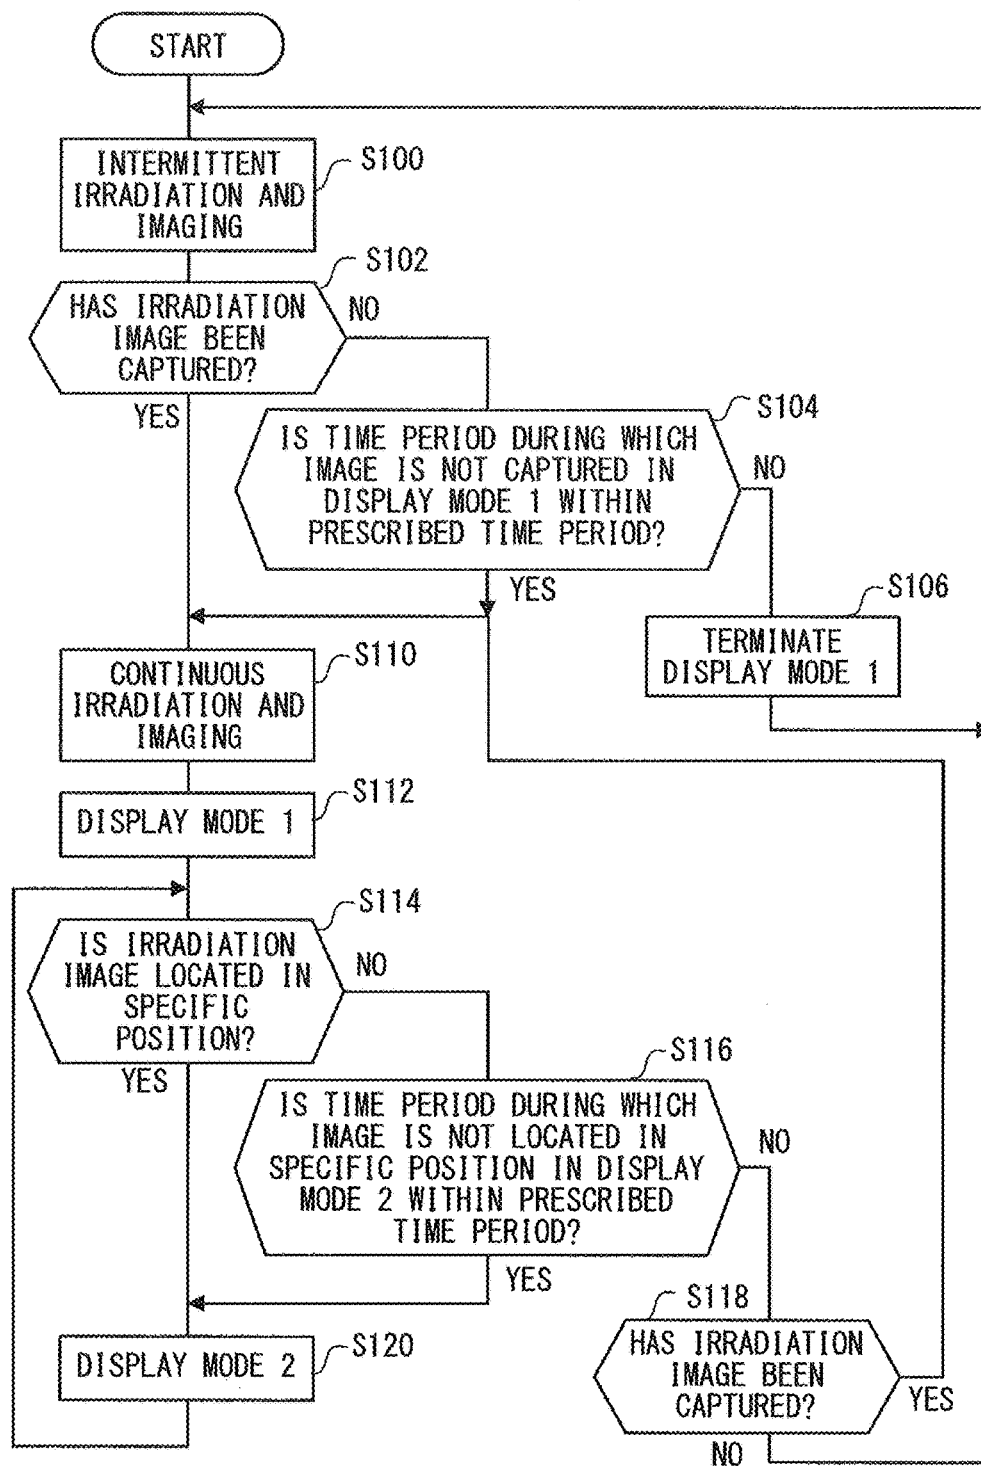 START
INTERMITTENT
IRRADIATION AND
IMAGING
S100
S102
HAS IRRADIATION
IMAGE BEEN
CAPTURED?
NO
YES
S104
IS TIME PERIOD DURING WHICH
IMAGE IS NOT CAPTURED IN
DISPLAY MODE 1 WITHIN
PRESCRIBED TIME PERIOD?
NO
YES
S106
TERMINATE
DISPLAY MODE 1
S110
CONTINUOUS
IRRADIATION AND
IMAGING
S112
DISPLAY MODE 1
S114
IS IRRADIATION
IMAGE LOCATED IN
SPECIFIC
POSITION?
NO
YES
S116
IS TIME PERIOD DURING WHICH
IMAGE IS NOT LOCATED IN
SPECIFIC POSITION IN DISPLAY
MODE 2 WITHIN PRESCRIBED
TIME PERIOD?
NO
YES
S118
HAS IRRADIATION
IMAGE BEEN
CAPTURED?
YES
NO
S120
DISPLAY MODE 2